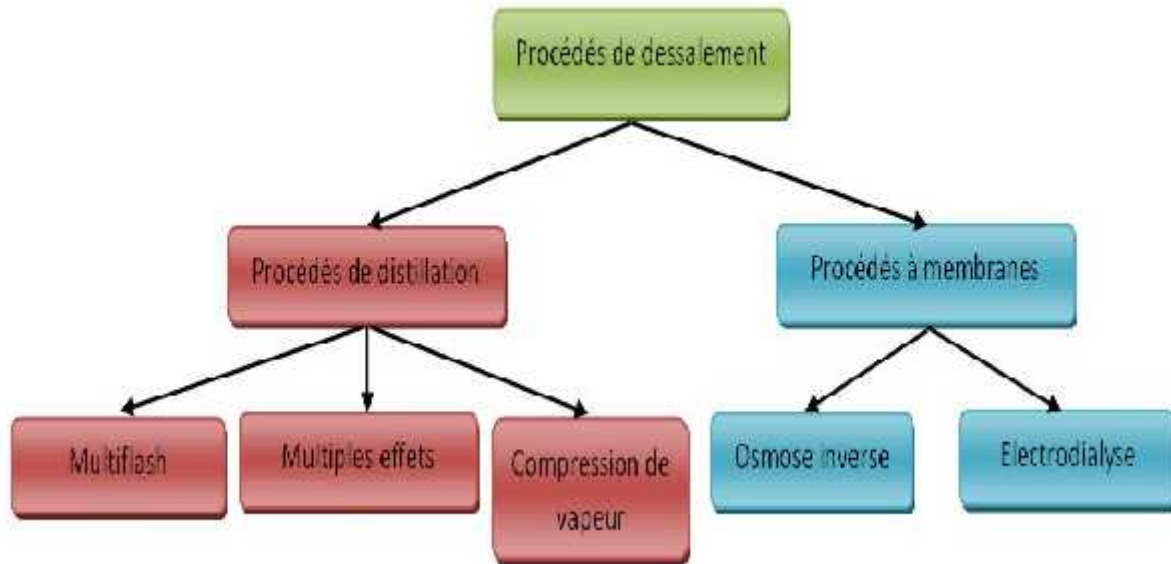 Procédés de dessalement
Procédés de distillation
Procédés à membranes
Multiflash
Multiples effets
Compression de
vapeur
Osmose inverse
Electrodialyse